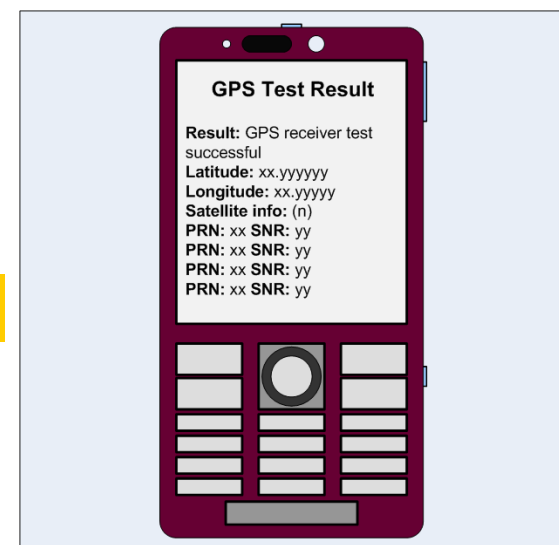 GPS Test Result
Result: GPS receiver test
successful
Latitude: xx.yyyyyy
Longitude: xx.yyyyy
Satellite info: (n)
PRN: xx SNR: yy
PRN: xx SNR: yy
PRN: xx SNR: yy
PRN: xx SNR: yy